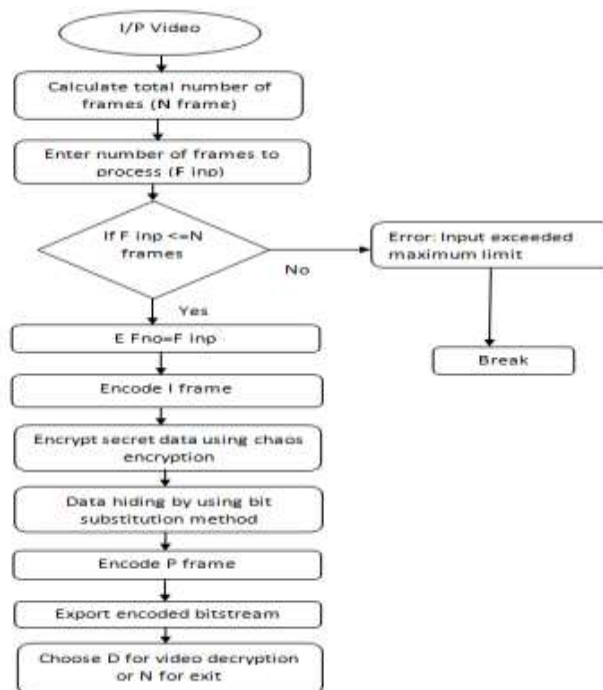 I/P Video
Calculate total number of
frames (N frame)
Enter number of frames to
process (F inp)
If F inp <=N
frames
No
Error: Input exceeded
maximum limit
Break
Yes
E Fno=F inp
Encode I frame
Encrypt secret data using chaos
encryption
Data hiding by using bit
substitution method
Encode P frame
Export encoded bitstream
Choose D for video decryption
or N for exit